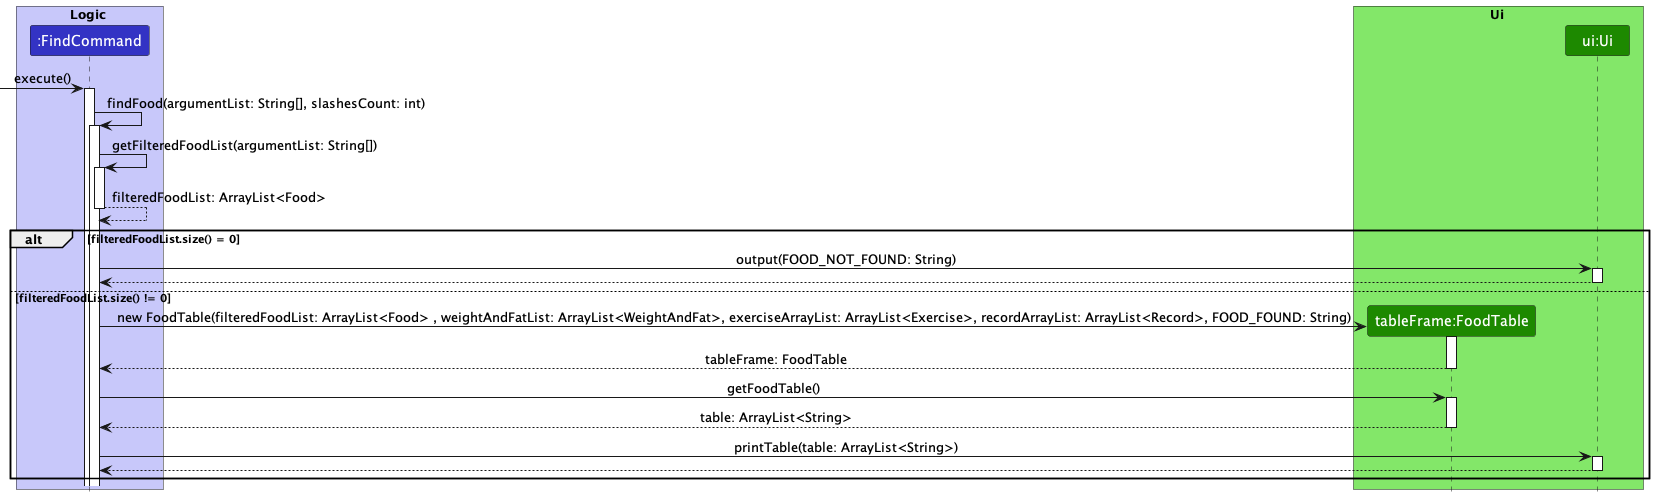 Logic
Ui
:FindCommand
ui:Ui
execute()
findFood(argumentList: String[], slashesCount: int)
getFilteredFoodList(argumentList: String[])
filteredFoodList: ArrayList<Food>
alt [filteredFoodList.size() = 0]
output(FOOD_NOT_FOUND: String)
[filteredFoodList.size() != 0]
new FoodTable(filteredFoodList: ArrayList<Food> , weightAndFatList: ArrayList<WeightAndFat>, exerciseArrayList: ArrayList<Exercise>, recordArrayList: ArrayList<Record>, FOOD_FOUND: String)
tableFrame:FoodTable
tableFrame: FoodTable
getFoodTable()
table: ArrayList<String>
printTable(table: ArrayList<String>)